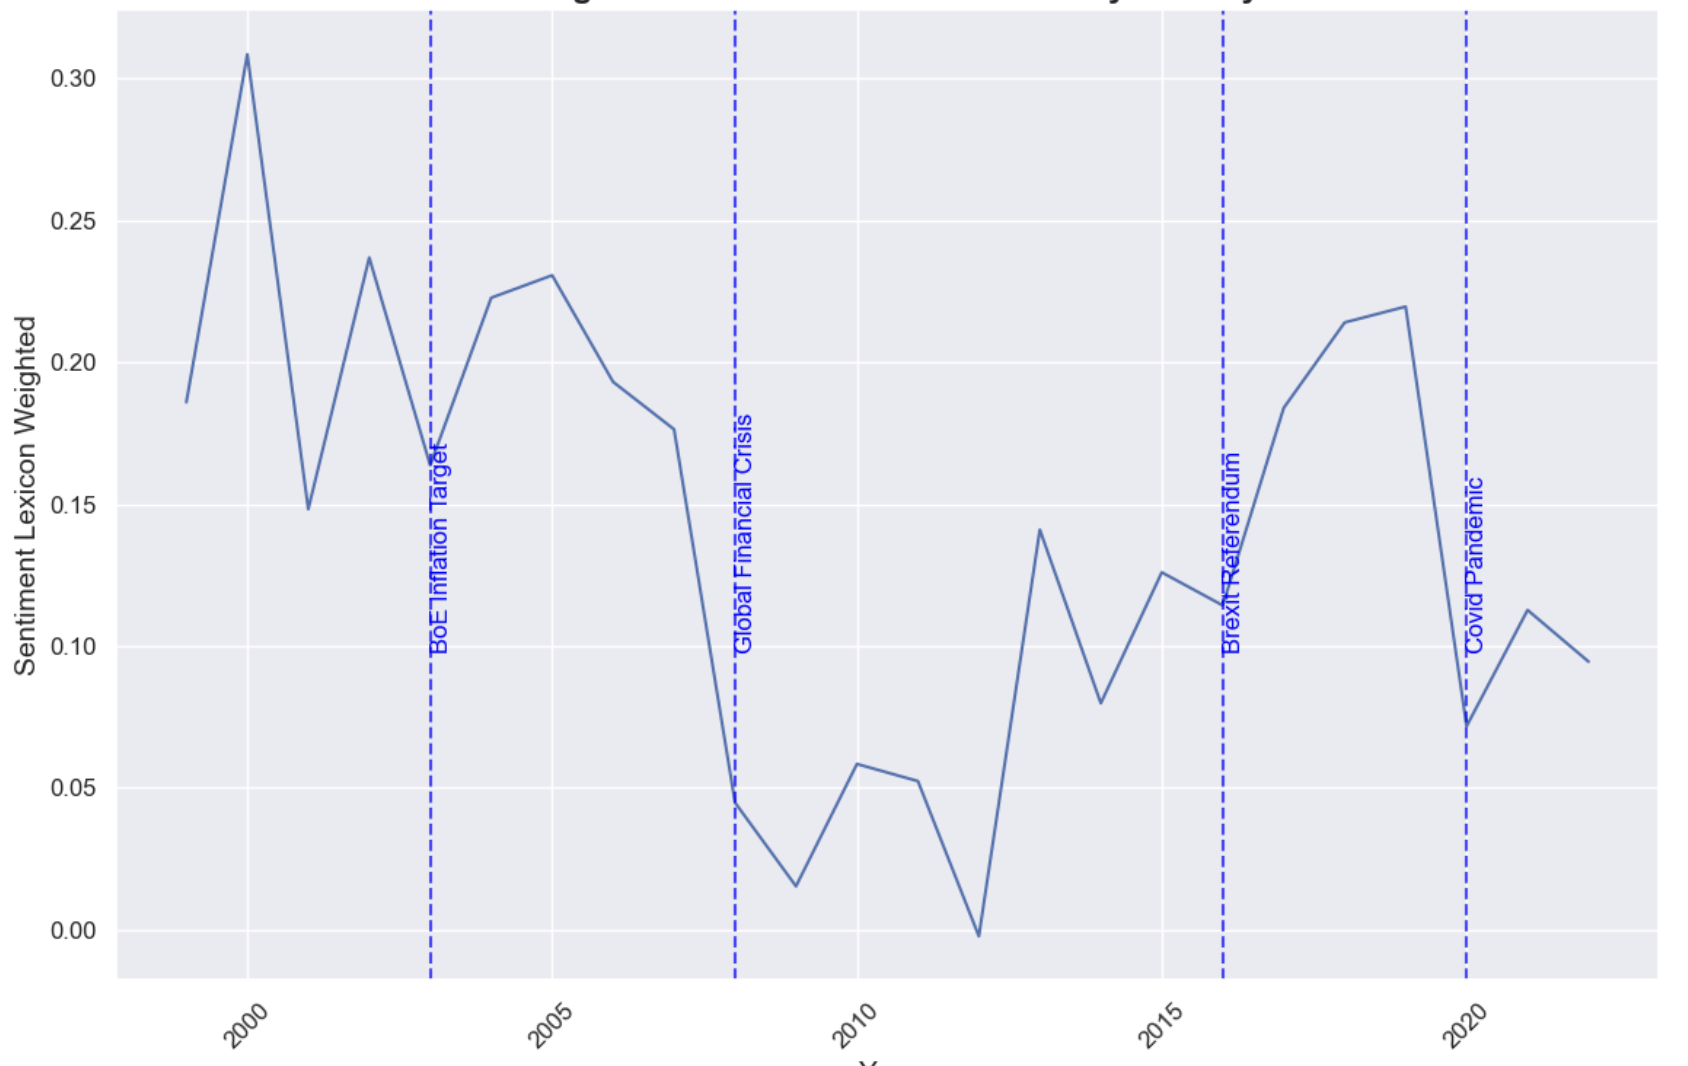 0.30
0.25
0.20
0.15
0.10
0.05
0.00
Sentiment Lexicon Weighted
BoE Inflation Target
Global Financial Crisis
Brexit Referendum
Covid Pandemic
2000
2005
2010
2015
2020